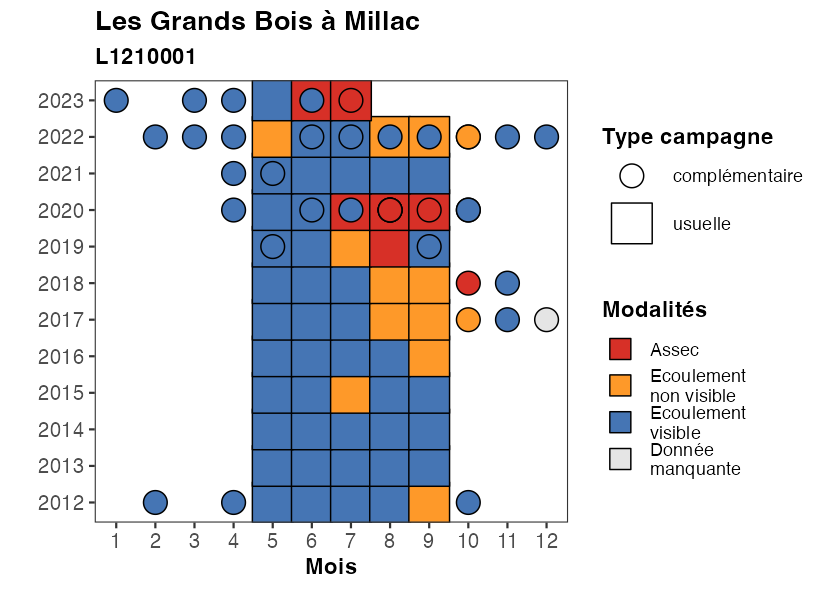 Les Grands Bois à Millac
L1210001
2023
2022
2021
2020
2019
2018
2017
2016
2015
2014
2013
2012
1 2 3 4 5 6 7 8 9 10 11 12
Mois
Type campagne
complémentaire
usuelle
Modalités
Assec
Ecoulement
non visible
Ecoulement
visible
Donnée
manquante